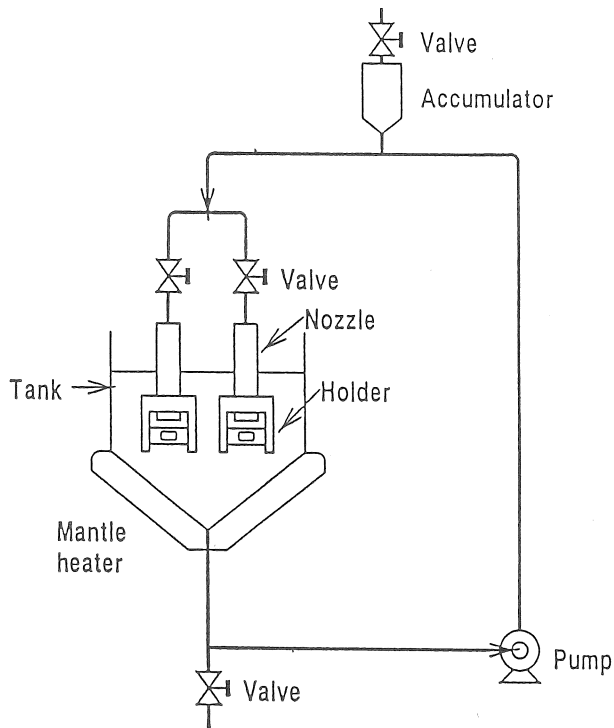 Valve
Accumulator
Valve
Nozzle
Tank
Holder
Mantle
heater
Pump
Valve